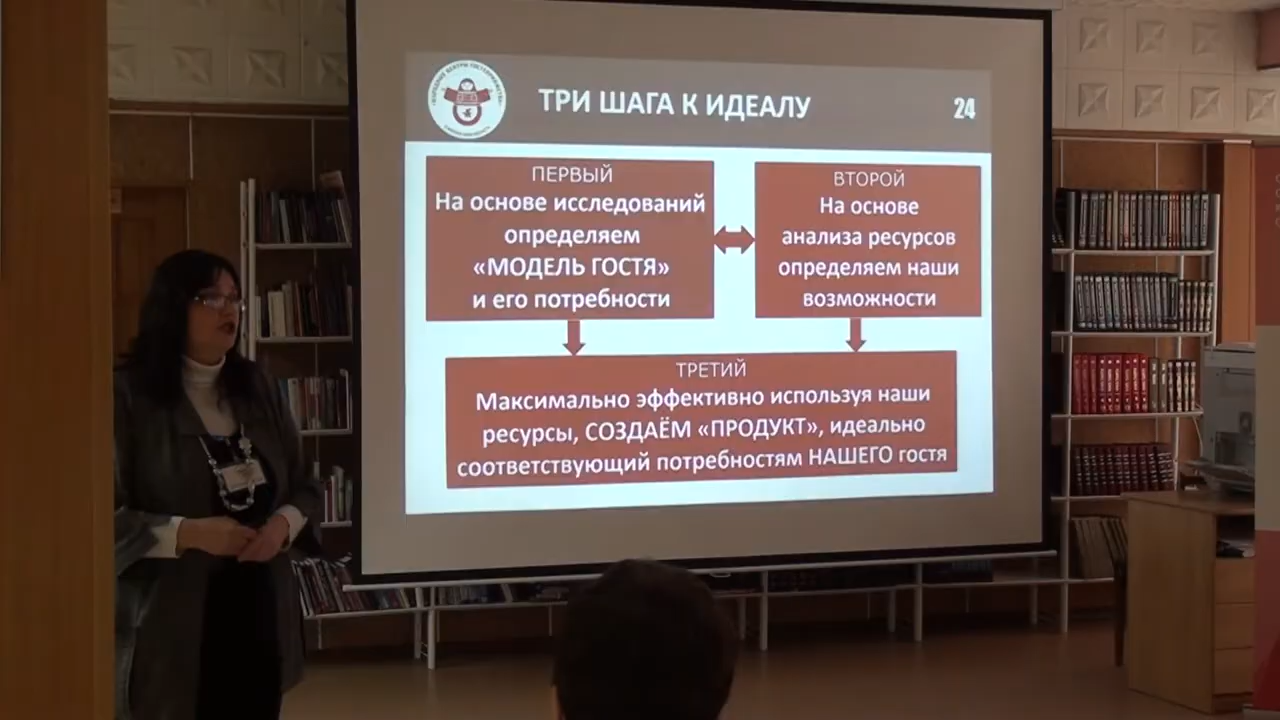 ТРИ ШАГА К ИДЕАЛУ
24
ПЕРВЫЙ
На основе исследований
определяем
«МОДЕЛЬ ГОСТЯ»
и его потребности
ВТОРОЙ
На основе
анализа ресурсов
определяем наши
возможности
ТРЕТИЙ
Максимально эффективно используя наши
ресурсы, СОЗДАЁМ «ПРОДУКТ», идеально
соответствующий потребностям НАШЕГО гостя